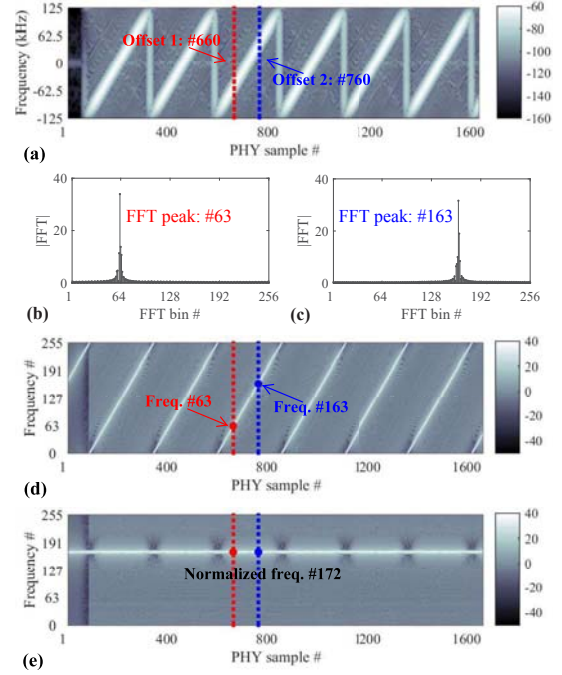 125
62.5
0
-62.5
-125
Frequency (kHz)
Offset 1: #660
Offset 2: #760
-60
-80
-100
-120
-140
-160
1
400
800
1200
1600
PHY sample #
(a)
40
20
0
|FFT|
FFT peak: #63
1
64
128
192
256
FFT bin #
(b)
40
20
0
|FFT|
FFT peak: #163
1
64
128
192
256
FFT bin #
(c)
255
191
127
63
0
Frequency #
Freq. #63
Freq. #163
40
20
0
-20
-40
1
400
800
1200
1600
PHY sample #
(d)
255
191
127
63
0
Frequency #
Normalized freq. #172
40
20
0
-20
-40
1
400
800
1200
1600
PHY sample #
(e)